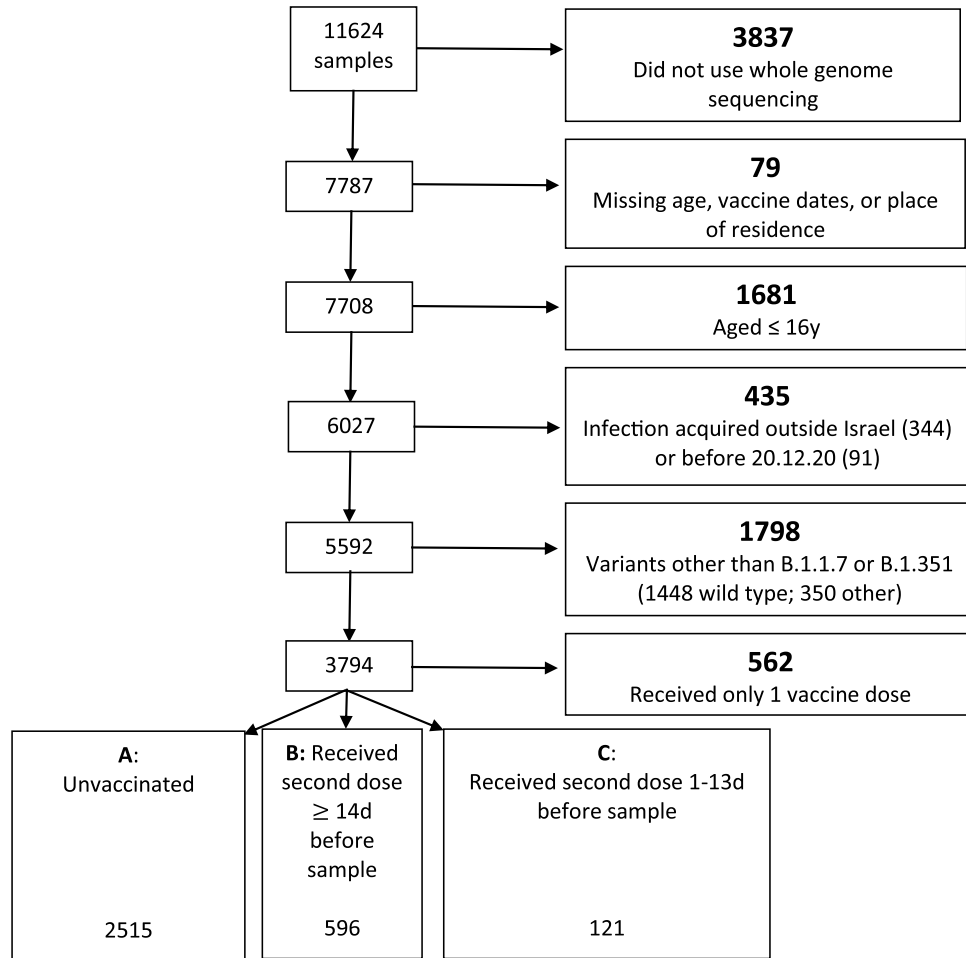 11624
samples
3837
Did not use whole genome
sequencing
7787
79
Missing age, vaccine dates, or place
of residence
7708
1681
Aged ≤ 16y
6027
435
Infection acquired outside Israel (344)
or before 20.12.20 (91)
5592
1798
Variants other than B.1.1.7 or B.1.351
(1448 wild type; 350 other)
3794
562
Received only 1 vaccine dose
A:
Unvaccinated
2515
B: Received
second dose
≥ 14d
before
sample
596
C:
Received second dose 1-13d
before sample
121